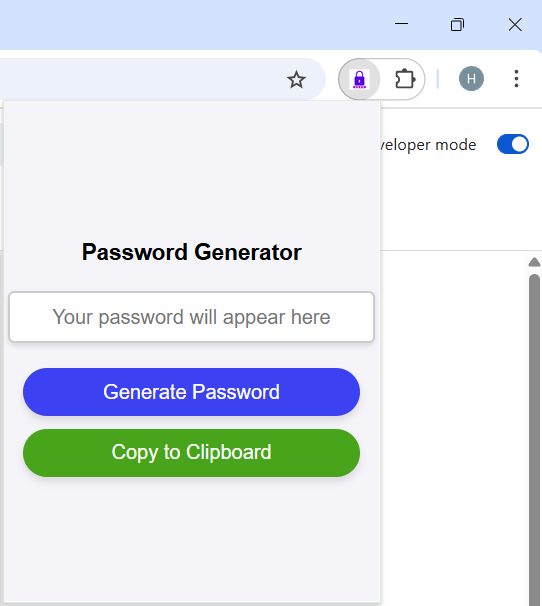 H
veloper mode
Password Generator
Your password will appear here
Generate Password
Copy to Clipboard